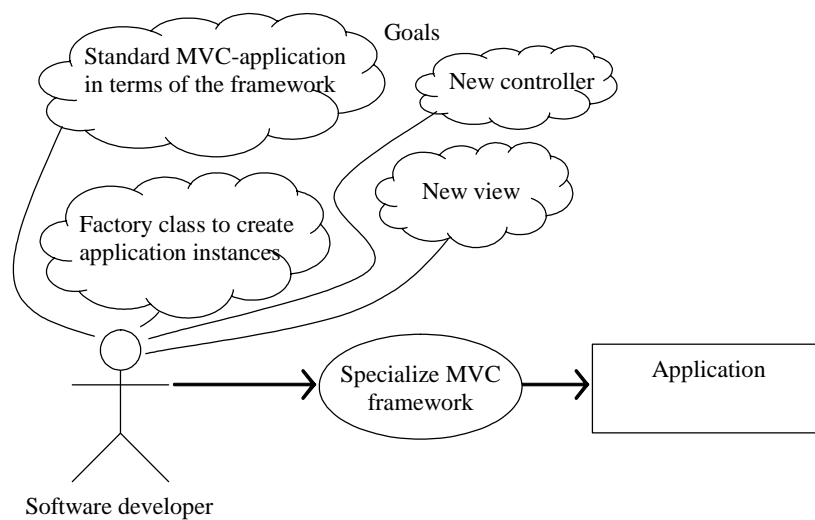 Goals
Standard MVC-application
in terms of the framework
New controller
New view
Factory class to create
application instances
Specialize MVC
framework
Application
Software developer